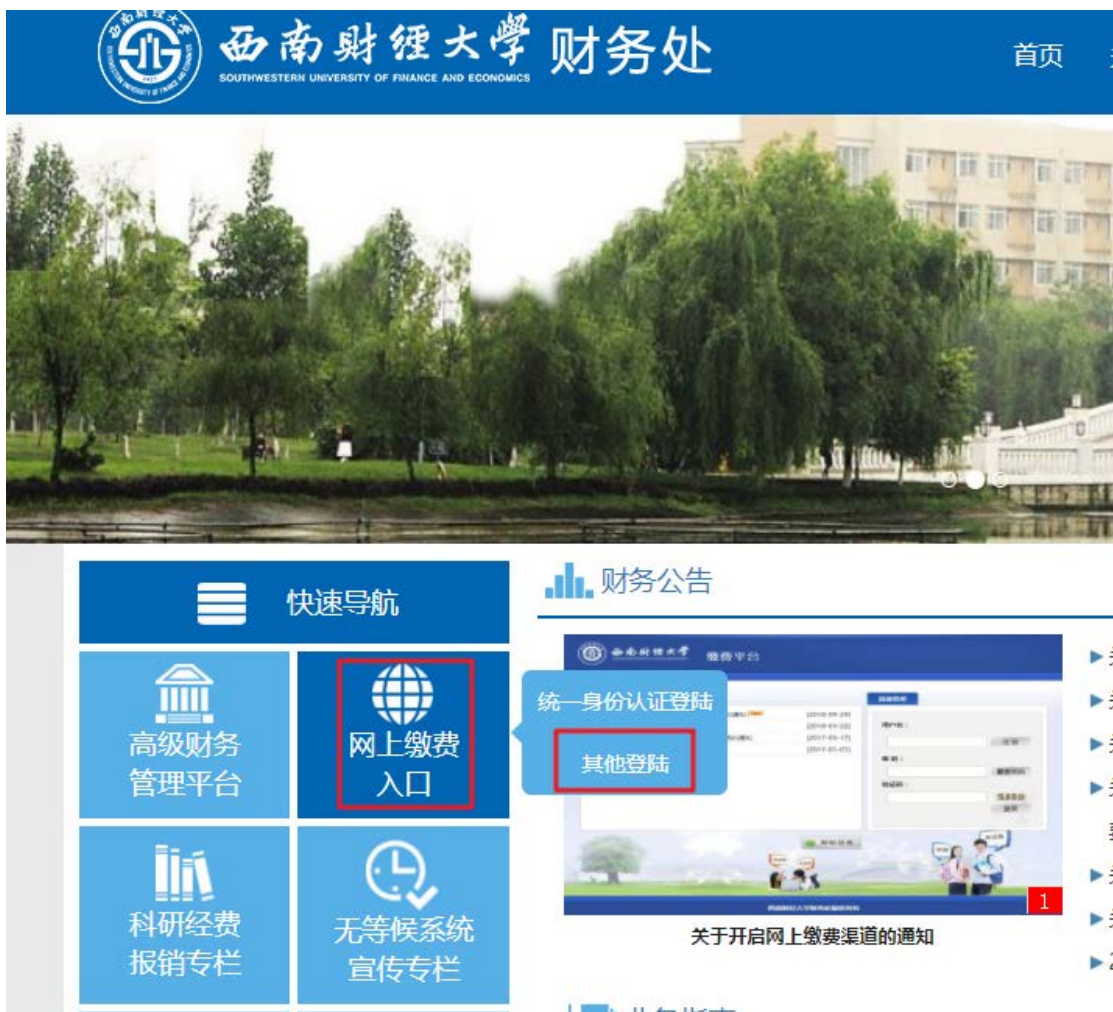 西南财经大学 财务处
SOUTHWESTERN UNIVERSITY OF FINANCE AND ECONOMICS
首页
快速导航
高级财务
管理平台
网上缴费
入口
统一身份认证登陆
其他登陆
科研经费
报销专栏
无等候系统
宣传专栏
财务公告
西南财经大学 缴费平台
1
关于开启网上缴费渠道的通知